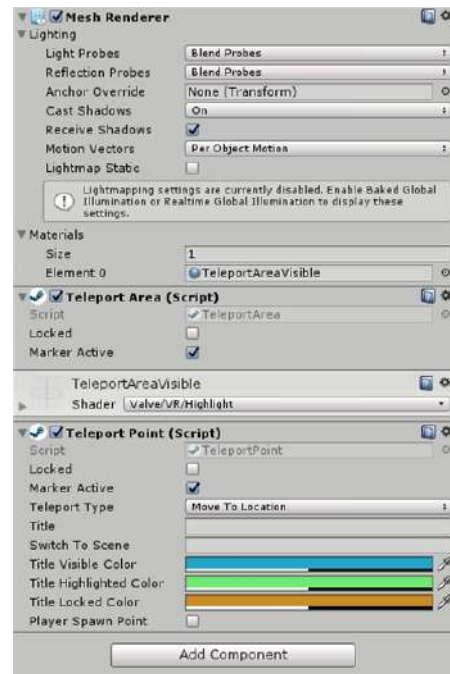 Mesh Renderer
Lighting
Light Probes Blend Probes
Reflection Probes Blend Probes
Anchor Override None (Transform)
Cast Shadows On
Receive Shadows
Motion Vectors Per Object Motion
Lightmap Static
Lightmapping settings are currently disabled. Enable Baked Global
Illumination or Realtime Global Illumination to display these
settings.
Materials
Size 1
Element 0 TeleportAreaVisible
Teleport Area (Script)
Script TeleportArea
Locked
Marker Active
TeleportAreaVisible
Shader Valve/VR/Highlight
Teleport Point (Script)
Script TeleportPoint
Locked
Marker Active
Teleport Type Move To Location
Title
Switch To Scene
Title Visible Color
Title Highlighted Color
Title Locked Color
Player Spawn Point
Add Component